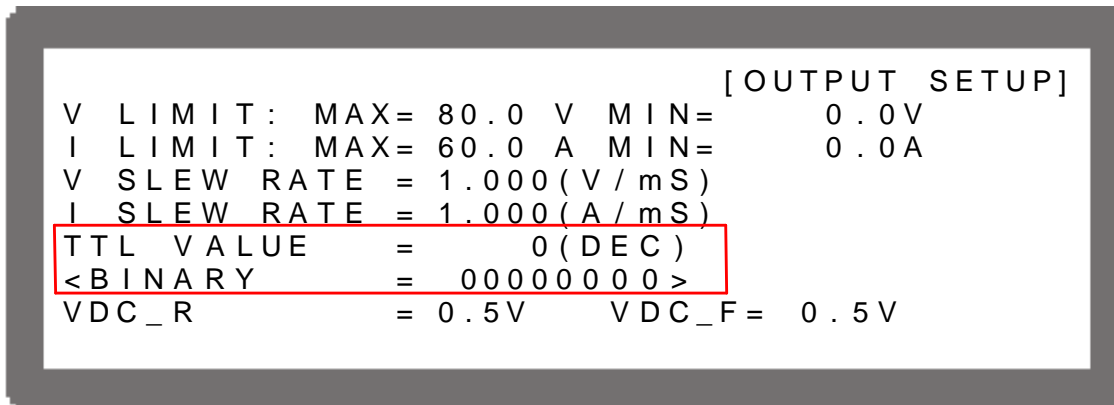 [OUTPUT SETUP]
V LIMIT: MAX= 80.0 V MIN= 0.0V
I LIMIT: MAX= 60.0 A MIN= 0.0A
V SLEW RATE = 1.000(V/mS)
I SLEW RATE = 1.000(A/mS)
TTL VALUE = 0(DEC)
<BINARY = 00000000>
VDC_R = 0.5V VDC_F= 0.5V